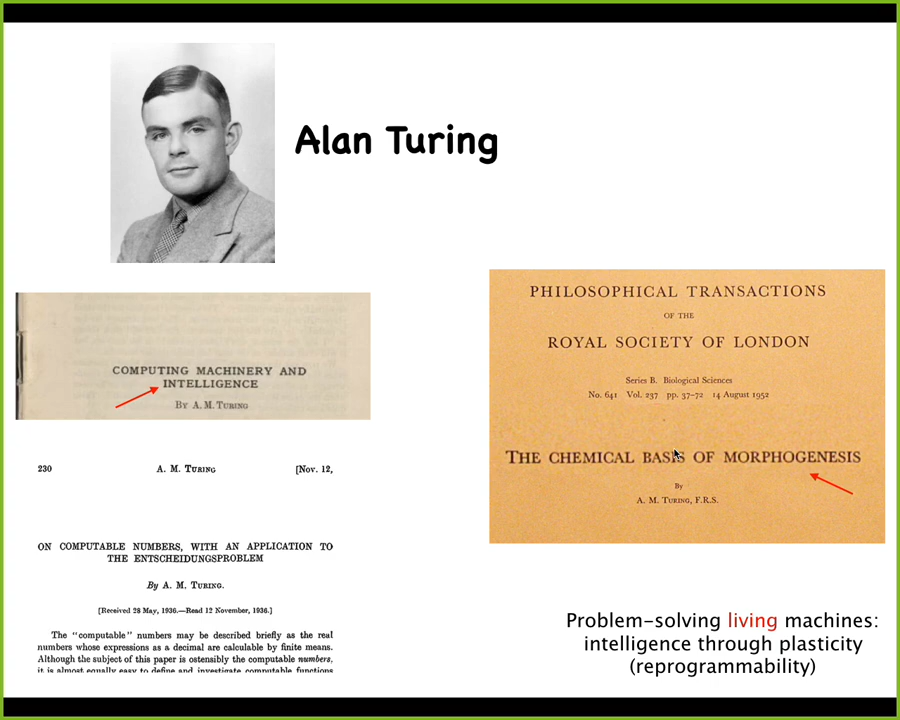 Alan Turing
COMPUTING MACHINERY AND
INTELLIGENCE
BY A. M. TURING
230 A. M. TURING [Nov. 12,
ON COMPUTABLE NUMBERS, WITH AN APPLICATION TO
THE ENTSCHEIDUNGSPROBLEM
By A. M. TURING.
[Received 28 May, 1936.—Read 12 November, 1936.]
The "computable" numbers may be described briefly as the real
numbers whose expressions as a decimal are calculable by finite means.
Although the subject of this paper is ostensibly the computable numbers,
it is almost equally easy to define and investigate computable functions
PHILOSOPHICAL TRANSACTIONS
OF THE
ROYAL SOCIETY OF LONDON
Series B. Biological Sciences
No. 641 Vol. 237 pp. 37–72 14 August 1952
THE CHEMICAL BASIS OF MORPHOGENESIS
By
A. M. TURING, F.R.S.
Problem-solving living machines:
intelligence through plasticity
(reprogrammability)